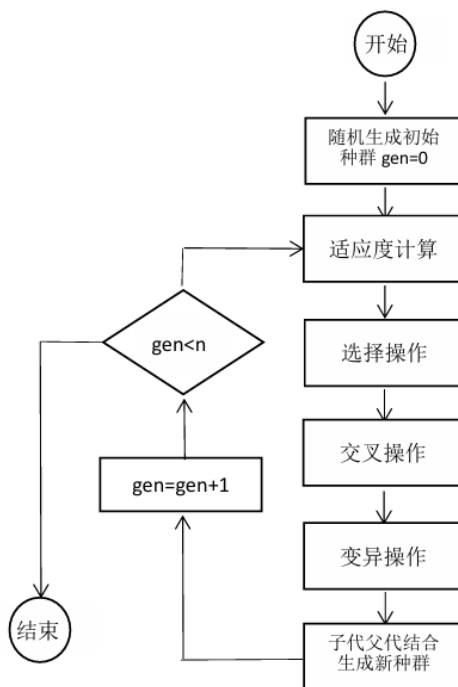 开始
随机生成初始
种群 gen=0
适应度计算
选择操作
交叉操作
变异操作
子代父代结合
生成新种群
gen=gen+1
gen<n
结束